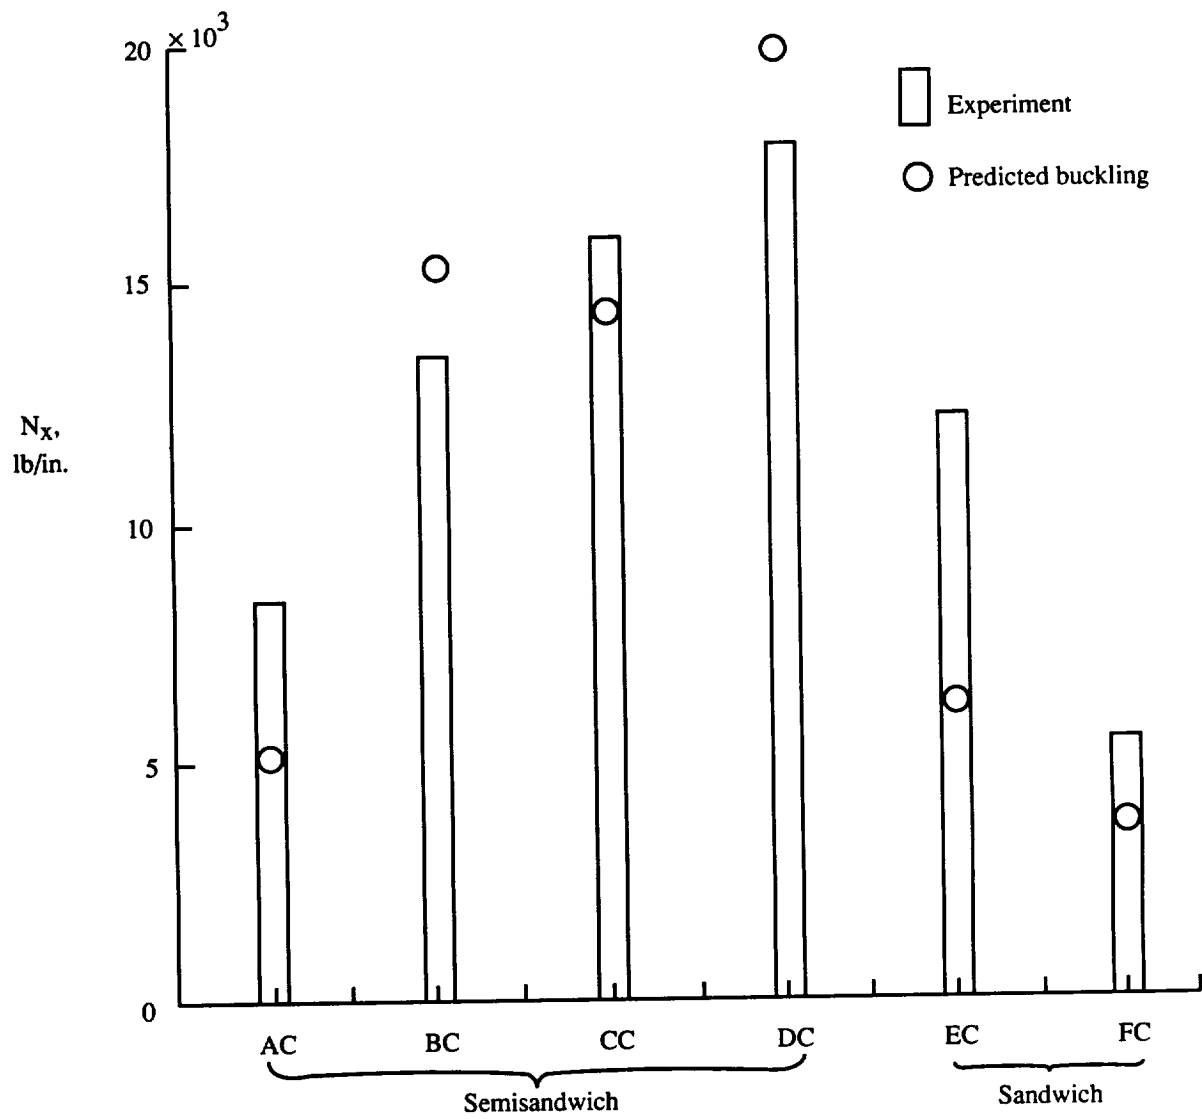 × 10³
20
15
10
5
0
Nx,
lb/in.
Experiment
Predicted buckling
AC BC CC DC EC FC
Semisandwich Sandwich